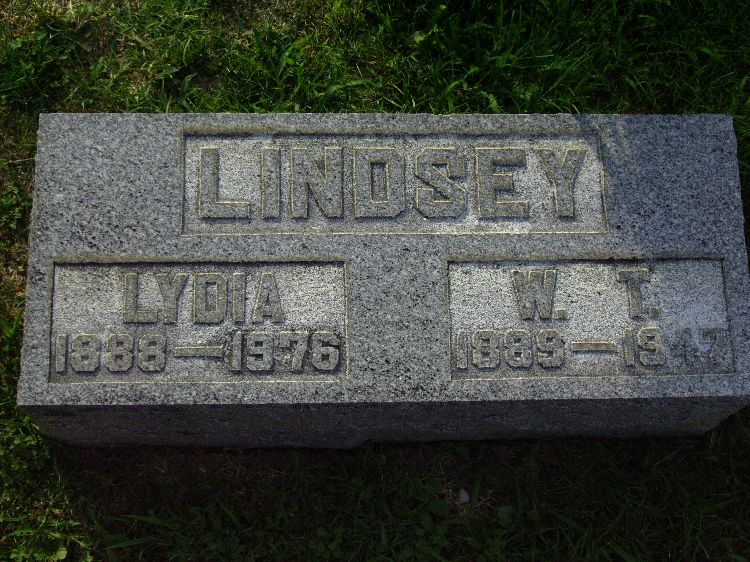 LINDSEY
LYDIA
1888—1976
W. T.
1889—1947